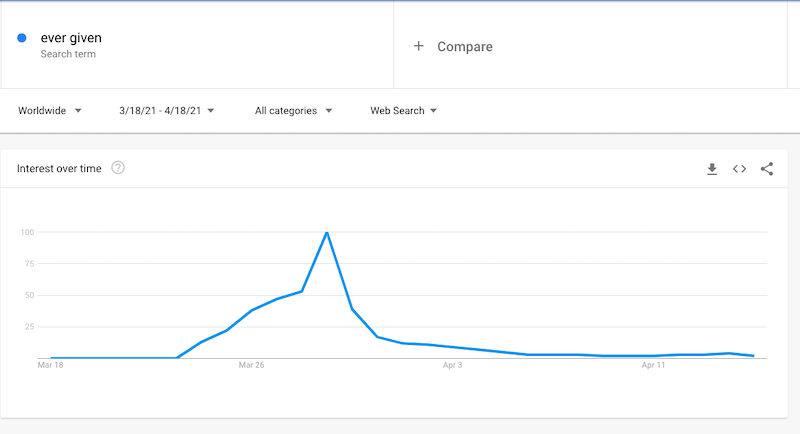 ever given
Search term
+ Compare
Worldwide
3/18/21 - 4/18/21
All categories
Web Search
Interest over time
?
100
75
50
25
Mar 18
Mar 26
Apr 3
Apr 11